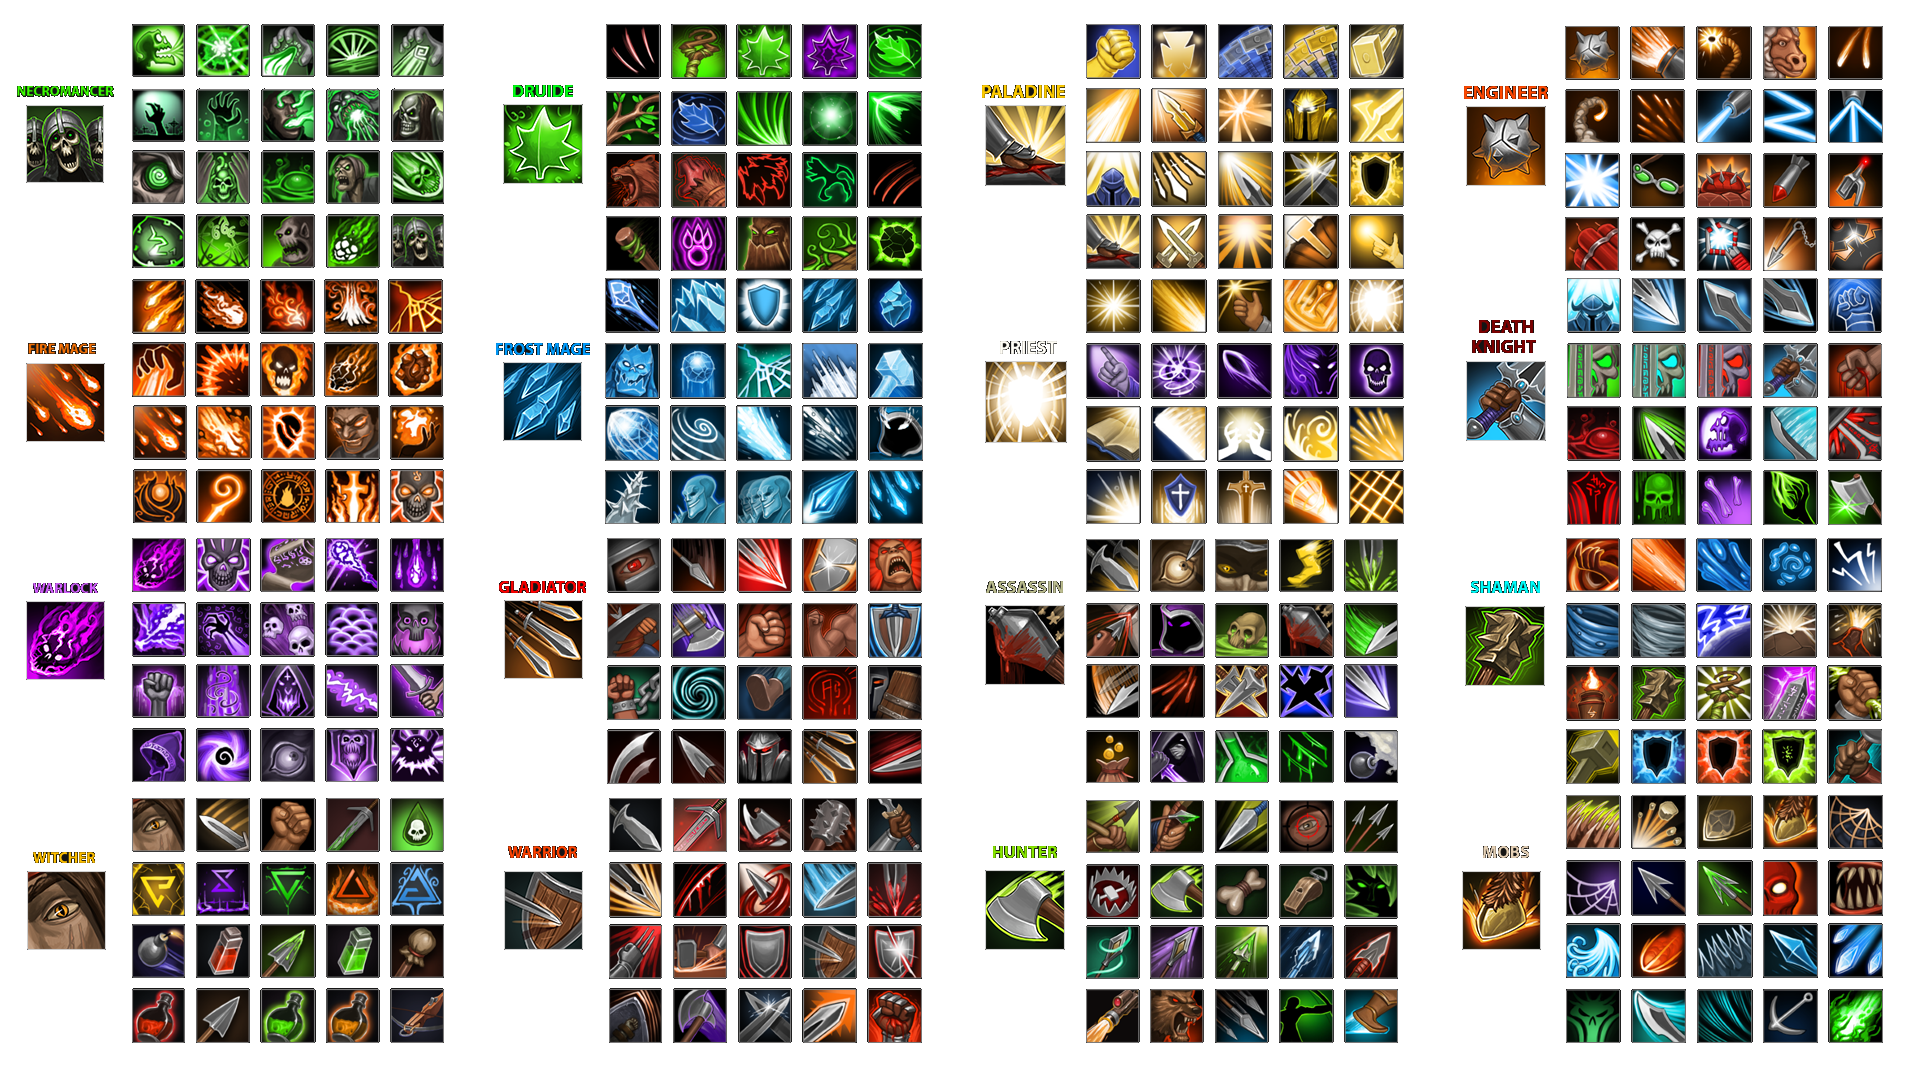 NECROMANCER
DRUIDE
PALADINE
ENGINEER
FIRE MAGE
FROST MAGE
PRIEST
DEATH
KNIGHT
WARLOCK
GLADIATOR
ASSASSIN
SHAMAN
WITCHER
WARRIOR
HUNTER
MOBS